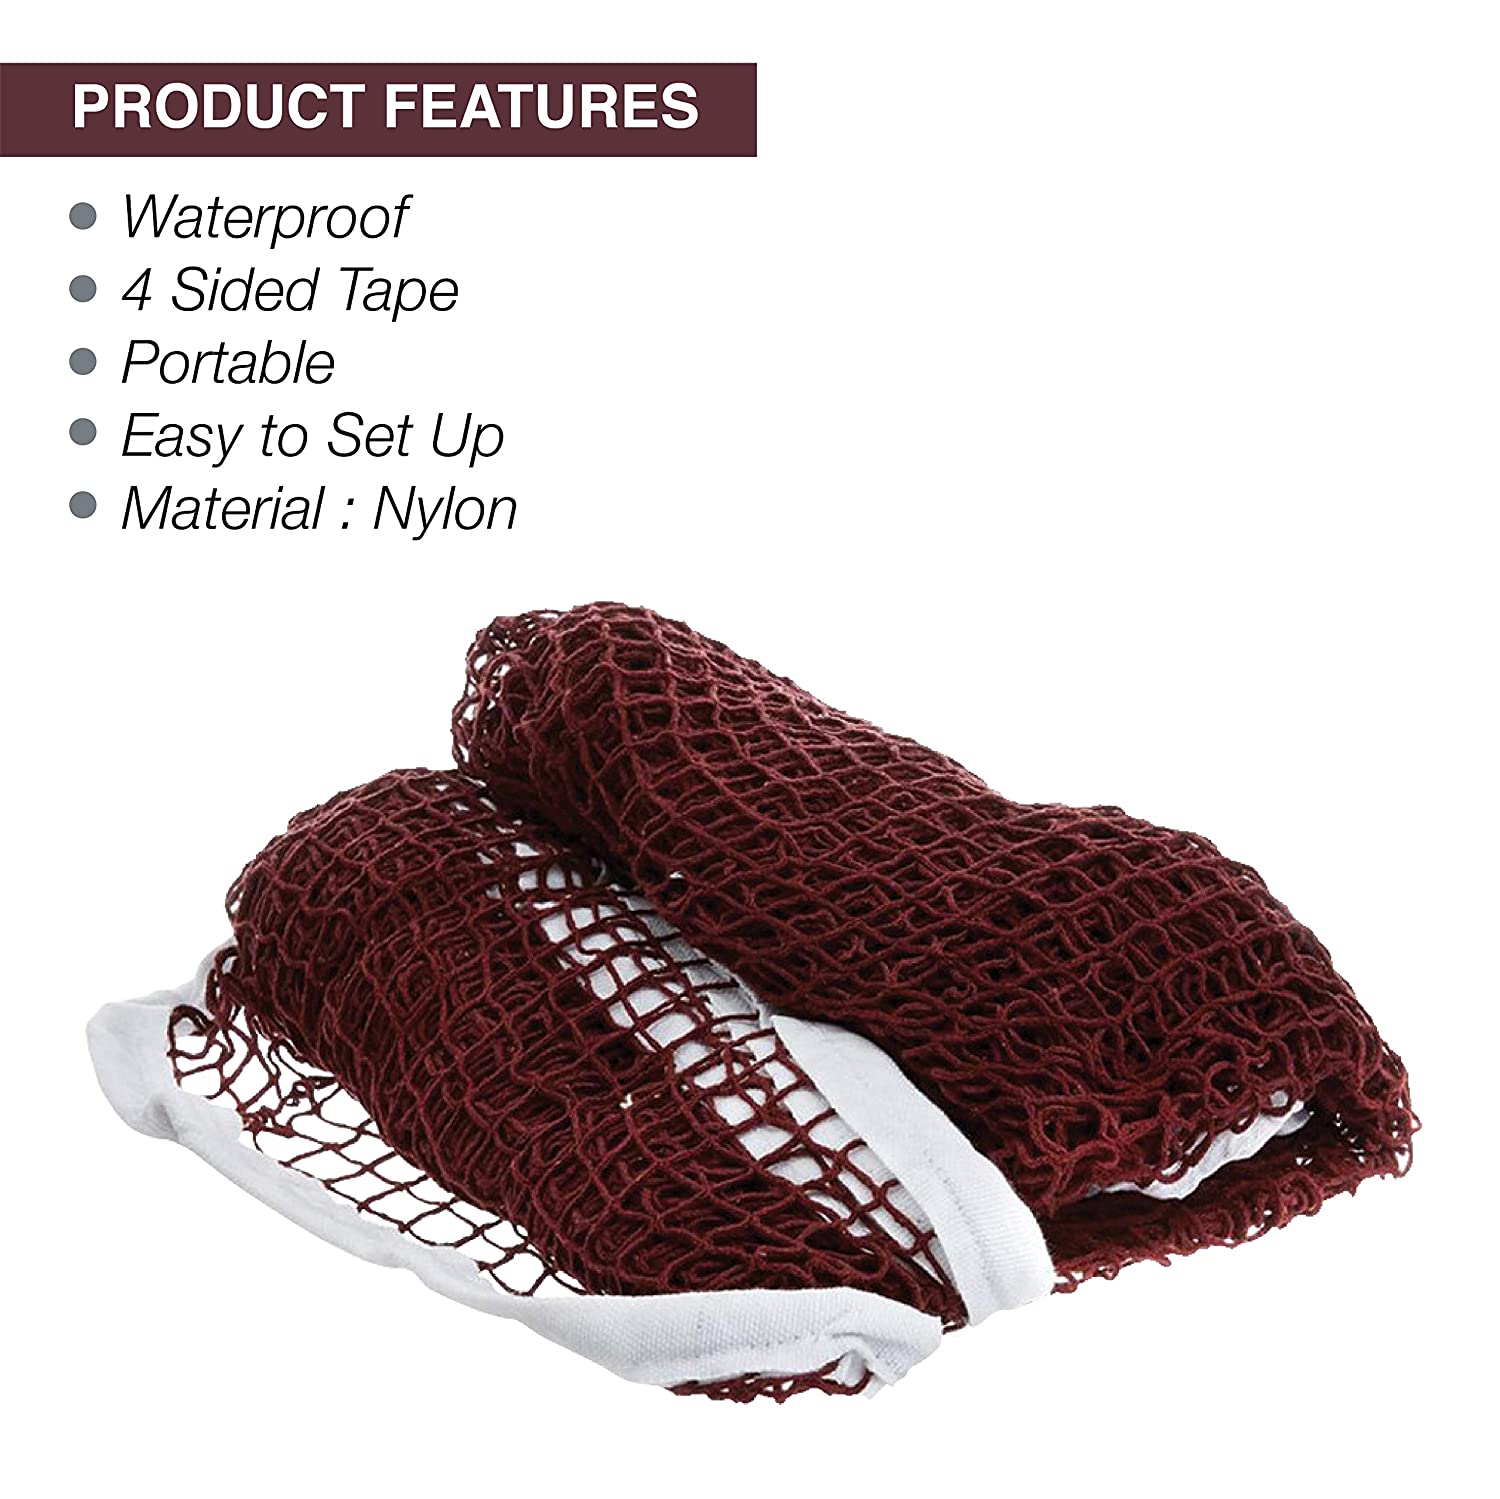 PRODUCT FEATURES
Waterproof
4 Sided Tape
Portable
Easy to Set Up
Material : Nylon